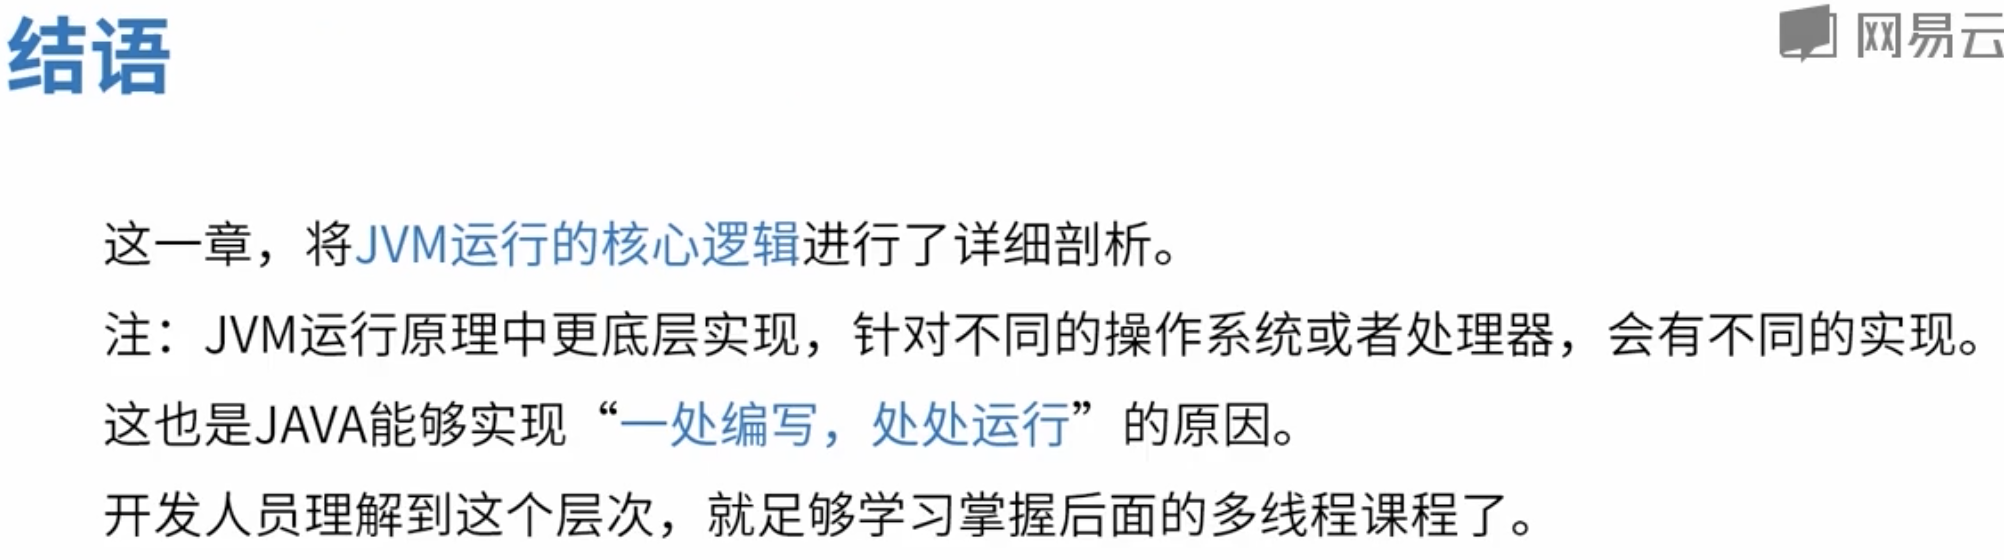 结语
网易云
这一章，将JVM运行的核心逻辑进行了详细剖析。
注：JVM运行原理中更底层实现，针对不同的操作系统或者处理器，会有不同的实现。
这也是JAVA能够实现“一处编写，处处运行”的原因。
开发人员理解到这个层次，就足够学习掌握后面的多线程课程了。